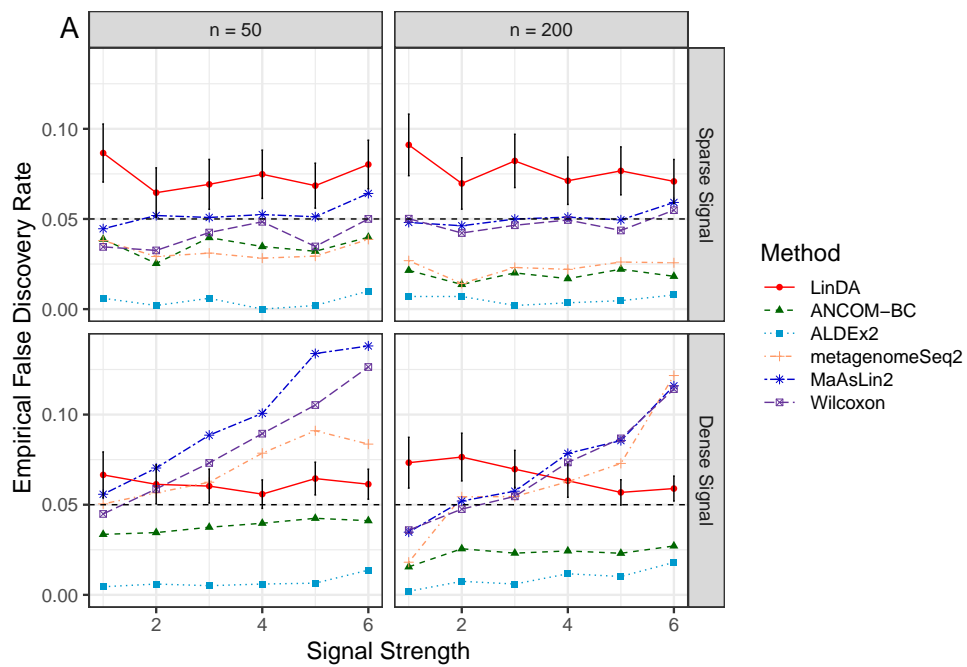 A
n = 50
n = 200
0.10
0.05
0.00
Sparse Signal
0.10
0.05
0.00
Dense Signal
2
4
6
2
4
6
Signal Strength
Empirical False Discovery Rate
Method
LinDA
ANCOM−BC
ALDEx2
metagenomeSeq2
MaAsLin2
Wilcoxon